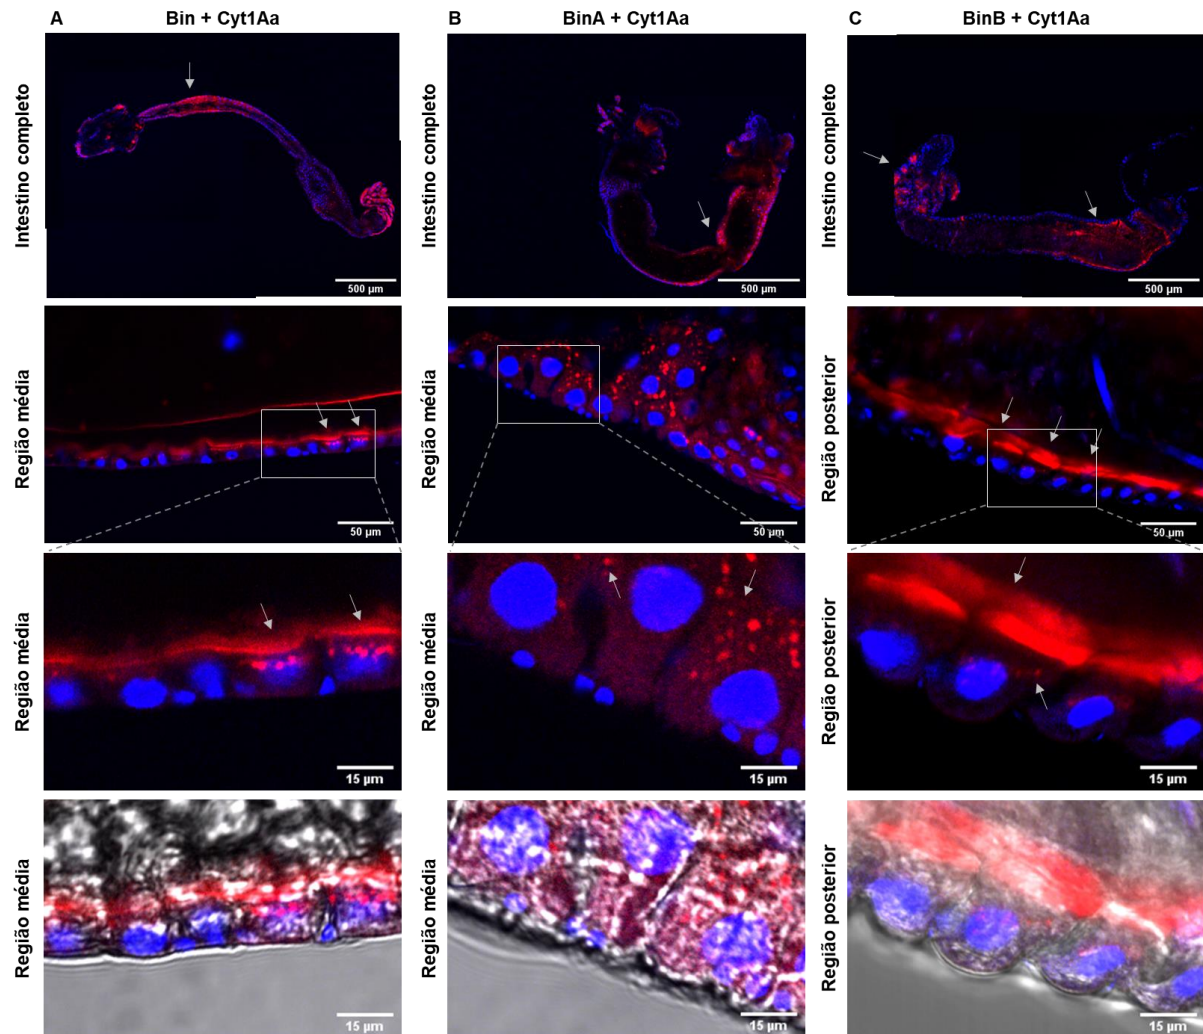 A Bin + Cyt1Aa B BinA + Cyt1Aa C BinB + Cyt1Aa
Intestino completo Intestino completo Intestino completo
500 µm 500 µm 500 µm
Região média Região média Região posterior
50 µm 50 µm 50 µm
Região média Região média Região posterior
15 µm 15 µm 15 µm
Região média Região média Região posterior
15 µm 15 µm 15 µm